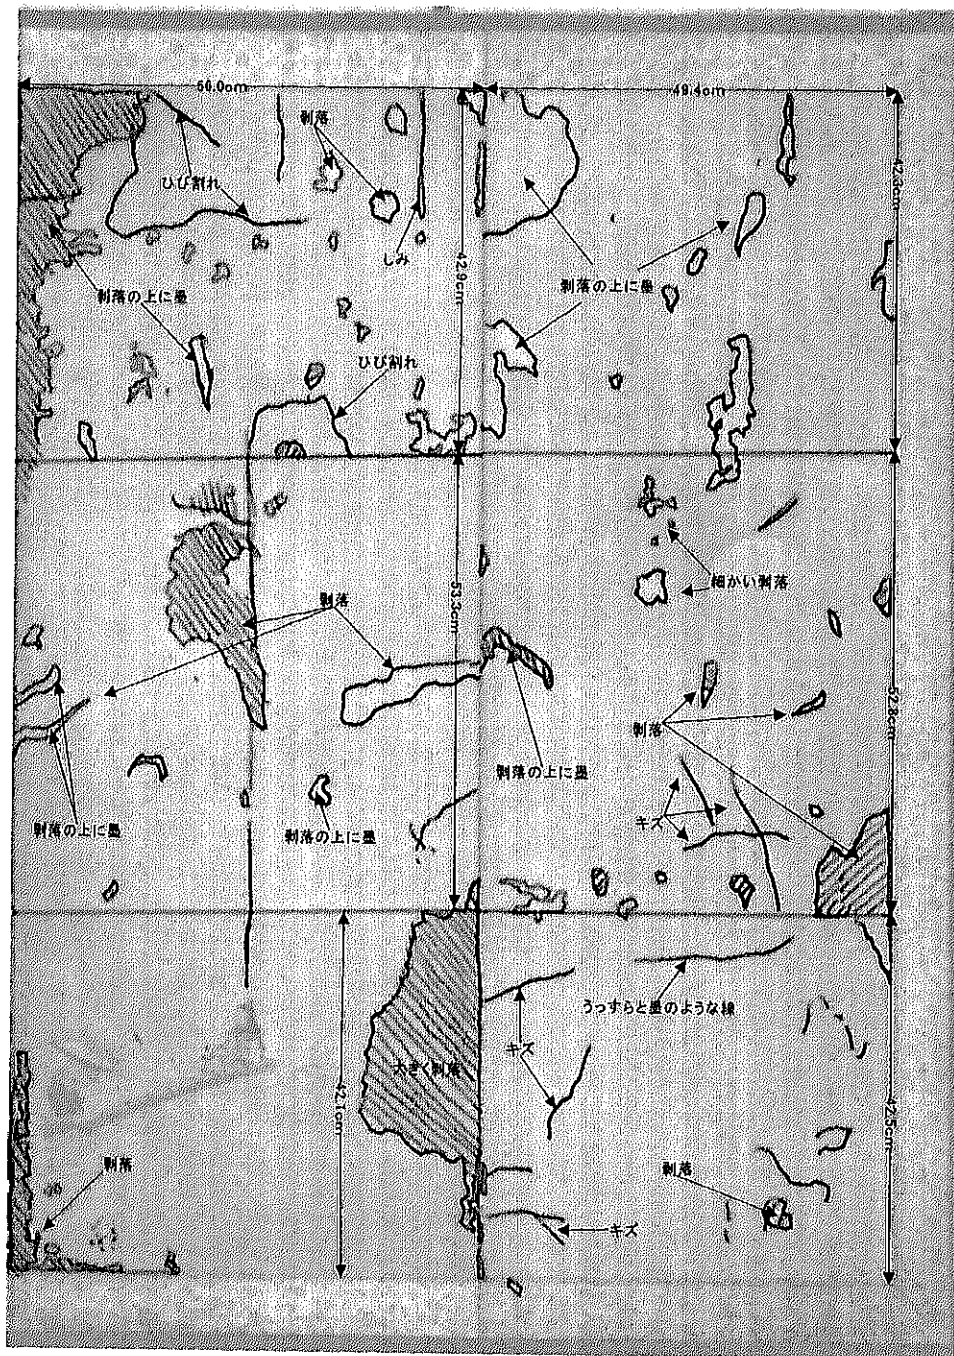 50.0cm
49.4cm
剥落
ひび割れ
しみ
42.9cm
42.3cm
剥落の上に墨
剥落の上に墨
ひび割れ
53.3cm
細かい剥落
剥落
52.8cm
剥落
剥落の上に墨
キズ
剥落の上に墨
剥落の上に墨
うっすらと墨のような線
キズ
大きく剥落
42.1cm
42.5cm
剥落
剥落
キズ